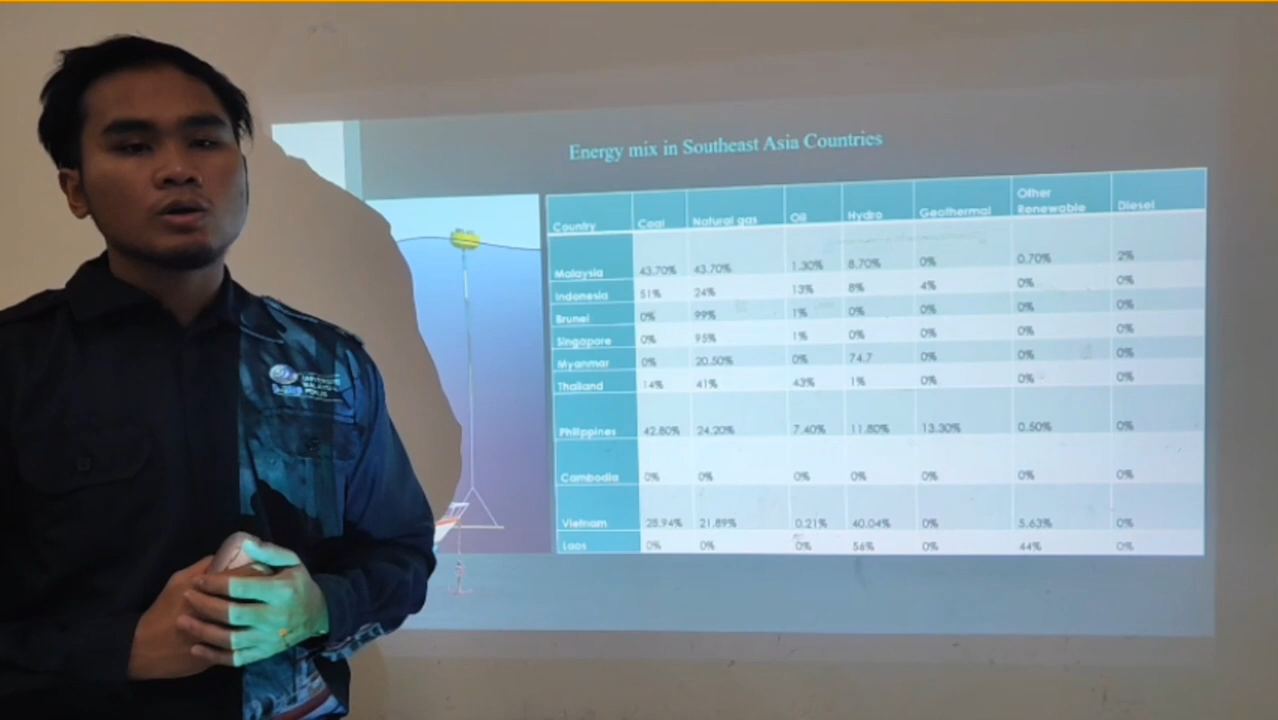 Energy mix in Southeast Asia Countries
Country Coal Natural gas Oil Hydro Geothermal Other Renewable Diesel
Malaysia 43.70% 43.70% 1.30% 8.70% 0% 0.70% 2%
Indonesia 51% 24% 13% 8% 4% 0% 0%
Brunei 0% 99% 1% 0% 0% 0% 0%
Singapore 0% 95% 1% 0% 0% 0% 0%
Myanmar 0% 20.50% 0% 74.7 0% 0% 0%
Thailand 14% 41% 43% 1% 0% 0% 0%
Philippines 42.80% 24.20% 7.40% 11.80% 13.30% 0.50% 0%
Cambodia 0% 0% 0% 0% 0% 0% 0%
Vietnam 28.94% 21.89% 0.21% 40.04% 0% 5.63% 0%
Laos 0% 0% 0% 56% 0% 44% 0%
UNIVERSITI
MALAYSIA
PERLIS